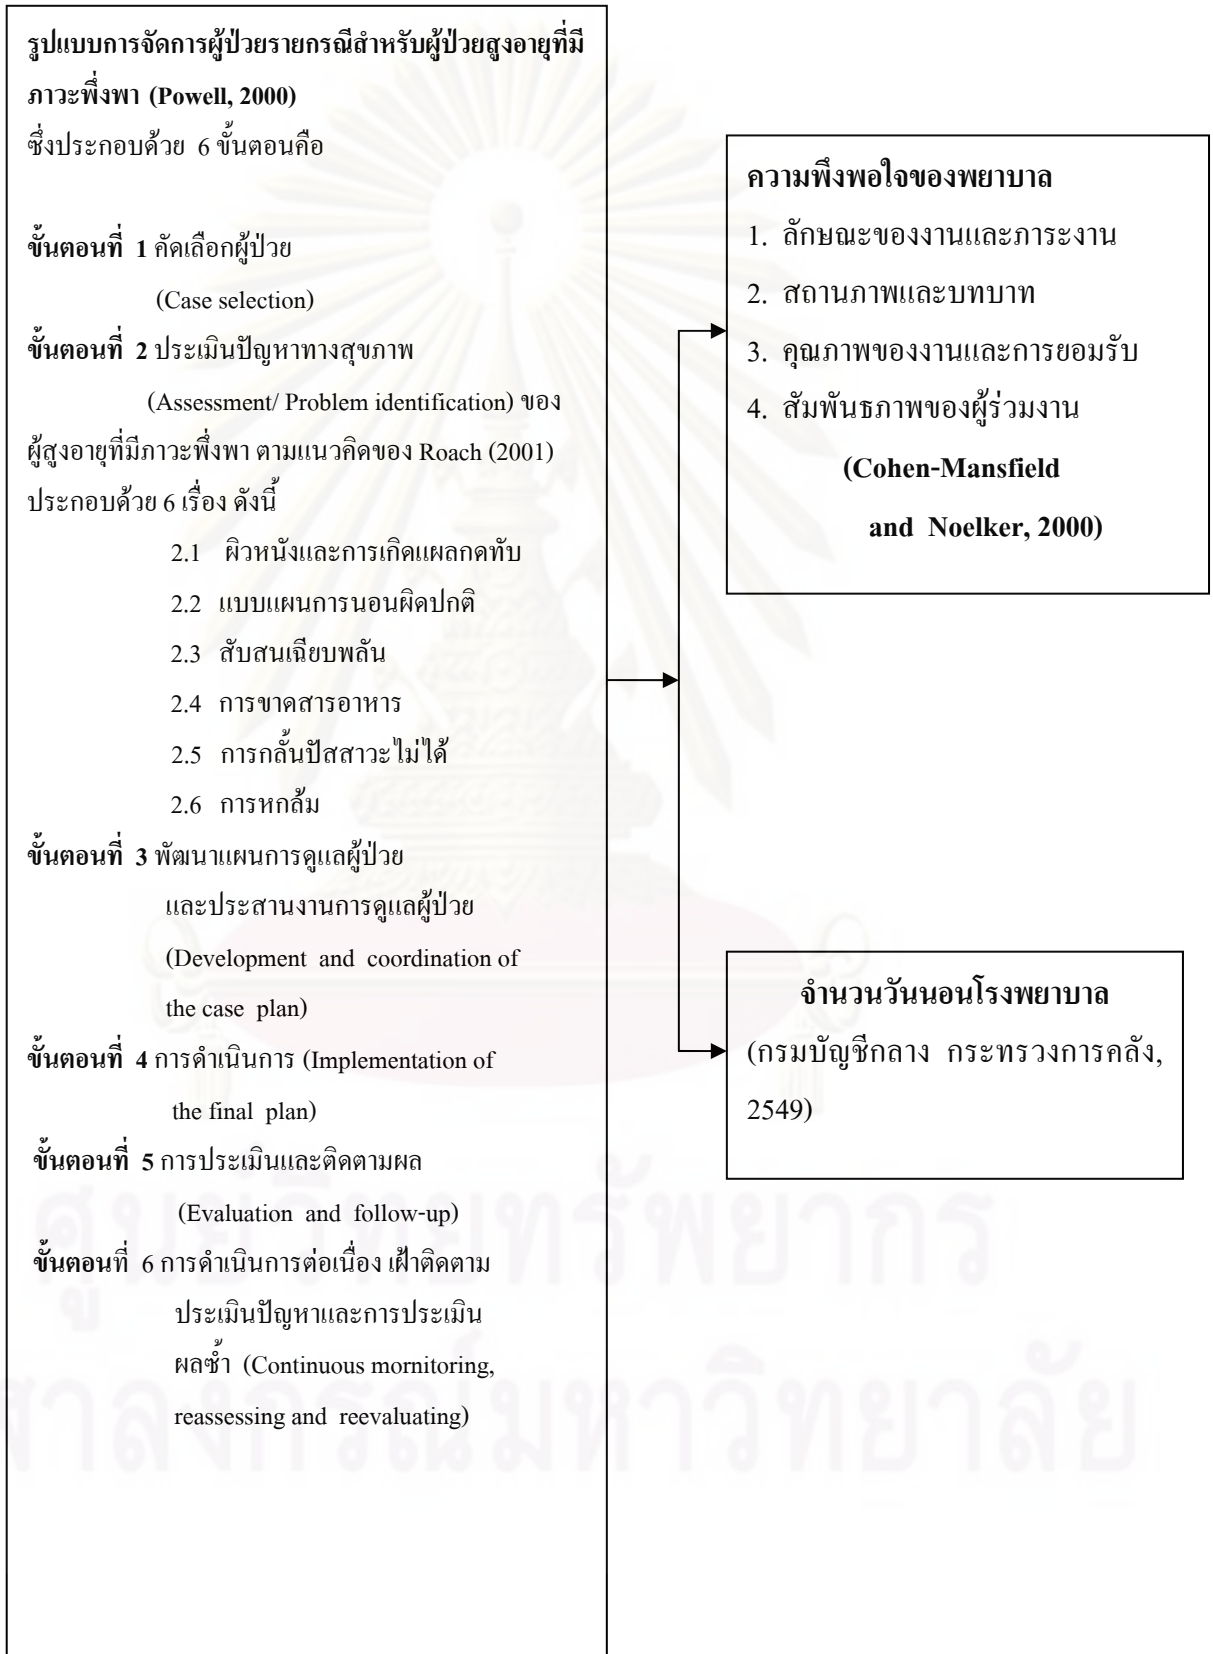 รูปแบบการจัดการผู้ป่วยรายกรณีสำหรับผู้ป่วยสูงอายุที่มี
ภาวะพึ่งพา (Powell, 2000)
ซึ่งประกอบด้วย 6 ขั้นตอนคือ
ขั้นตอนที่ 1 คัดเลือกผู้ป่วย
(Case selection)
ขั้นตอนที่ 2 ประเมินปัญหาทางสุขภาพ
(Assessment/ Problem identification) ของ
ผู้สูงอายุที่มีภาวะพึ่งพา ตามแนวคิดของ Roach (2001)
ประกอบด้วย 6 เรื่อง ดังนี้
2.1 ผิวหนังและการเกิดแผลกดทับ
2.2 แบบแผนการนอนผิดปกติ
2.3 สับสนเฉียบพลัน
2.4 การขาดสารอาหาร
2.5 การกลั้นปัสสาวะไม่ได้
2.6 การหกล้ม
ขั้นตอนที่ 3 พัฒนาแผนการดูแลผู้ป่วย
และประสานงานการดูแลผู้ป่วย
(Development and coordination of
the case plan)
ขั้นตอนที่ 4 การดำเนินการ (Implementation of
the final plan)
ขั้นตอนที่ 5 การประเมินและติดตามผล
(Evaluation and follow-up)
ขั้นตอนที่ 6 การดำเนินการต่อเนื่อง เฝ้าติดตาม
ประเมินปัญหาและการประเมิน
ผลซ้ำ (Continuous mornitoring,
reassessing and reevaluating)
ความพึงพอใจของพยาบาล
1. ลักษณะของงานและภาระงาน
2. สถานภาพและบทบาท
3. คุณภาพของงานและการยอมรับ
4. สัมพันธภาพของผู้ร่วมงาน
(Cohen-Mansfield
and Noelker, 2000)
จำนวนวันนอนโรงพยาบาล
(กรมบัญชีกลาง กระทรวงการคลัง,
2549)
ศูนย์วิทยทรัพยากร
ลงกรณ์มหาวิทยาลัย